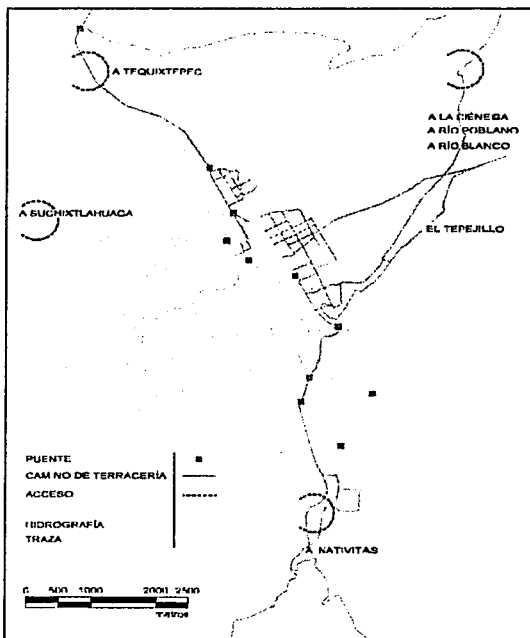 A TEQUIXTEPEC
A LA CIÉNEGA
A RÍO POBLANO
A RÍO BLANCO
A SUCHIXTLAHUACA
EL TEPEJILLO
PUENTE
CAMINO DE TERRACERÍA
ACCESO
HIDROGRAFÍA
TRAZA
A NATIVITAS
0 500 1000 2000 2500